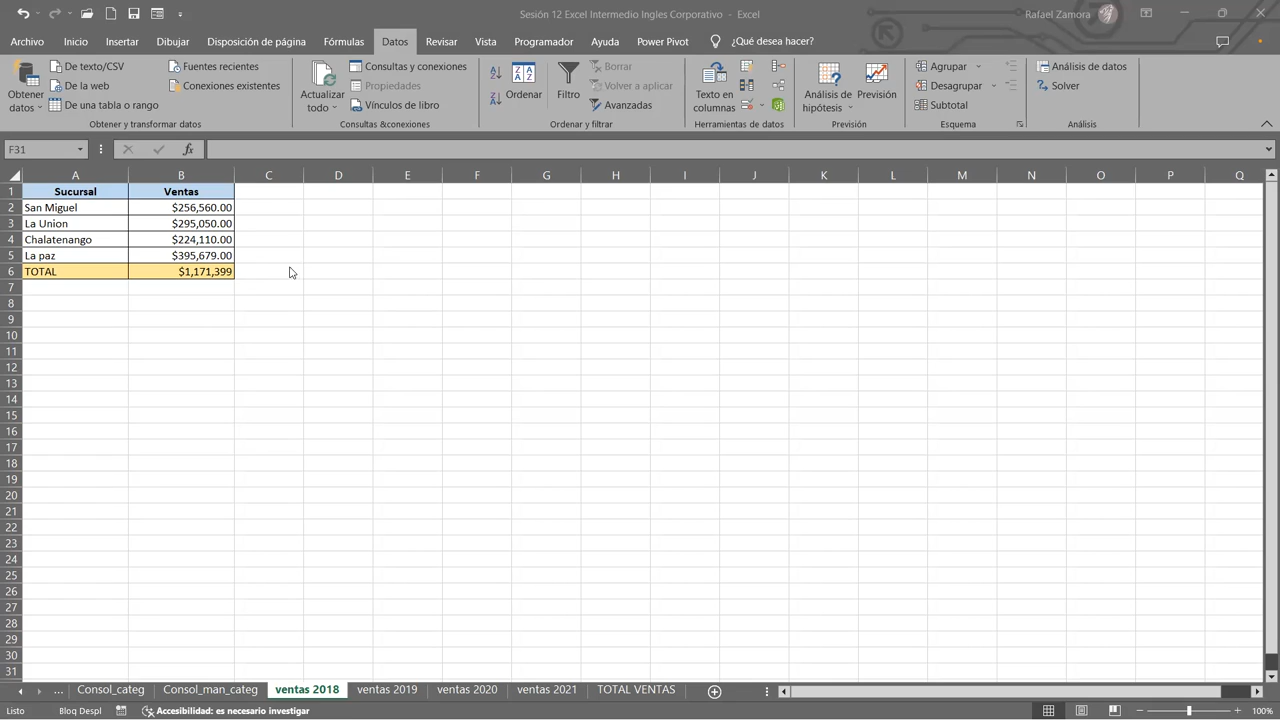 Sesión 12 Excel Intermedio Ingles Corporativo - Excel
Rafael Zamora
Archivo Inicio Insertar Dibujar Disposición de página Fórmulas Datos Revisar Vista Programador Ayuda Power Pivot ¿Qué desea hacer?
Obtener datos
De texto/CSV
De la web
De una tabla o rango
Fuentes recientes
Conexiones existentes
Obtener y transformar datos
Actualizar todo
Consultas y conexiones
Propiedades
Vínculos de libro
Consultas &conexiones
Ordenar
Filtro
Borrar
Volver a aplicar
Avanzadas
Ordenar y filtrar
Texto en columnas
Herramientas de datos
Análisis de hipótesis
Previsión
Previsión
Agrupar
Desagrupar
Subtotal
Esquema
Análisis de datos
Solver
Análisis
F31
fx
A B C D E F G H I J K L M N O P Q
1 Sucursal Ventas
2 San Miguel $256,560.00
3 La Union $295,050.00
4 Chalatenango $224,110.00
5 La paz $395,679.00
6 TOTAL $1,171,399
7
8
9
10
11
12
13
14
15
16
17
18
19
20
21
22
23
24
25
26
27
28
29
30
31
... Consol_categ Consol_man_categ ventas 2018 ventas 2019 ventas 2020 ventas 2021 TOTAL VENTAS
Listo Bloq Despl Accesibilidad: es necesario investigar 100%